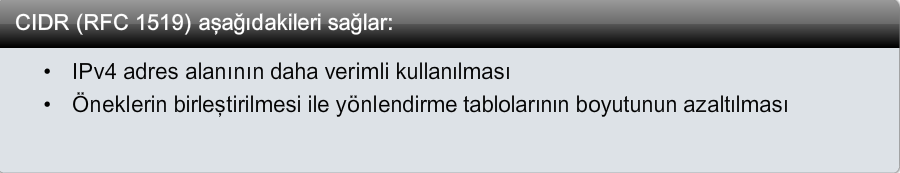 CIDR (RFC 1519) aşağıdakileri sağlar:
• IPv4 adres alanının daha verimli kullanılması
• Öneklerin birleştirilmesi ile yönlendirme tablolarının boyutunun azaltılması